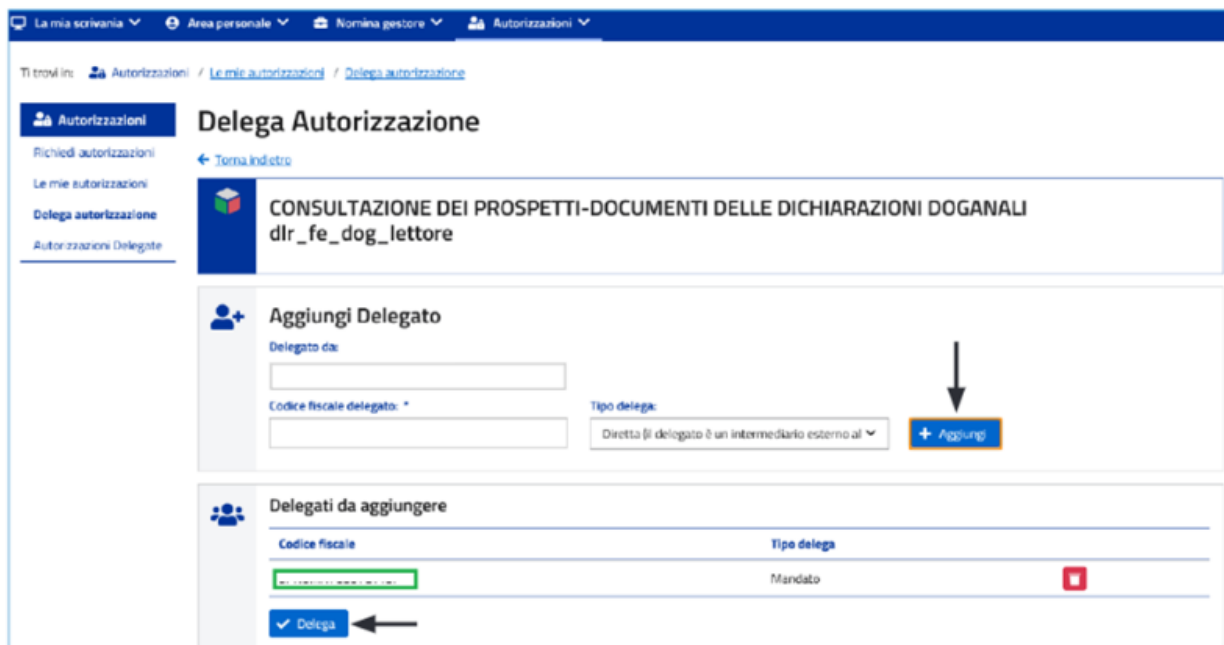 La mia scrivania Area personale Nomina gestore Autorizzazioni
Ti trovi in: Autorizzazioni / Le mie autorizzazioni / Delega autorizzazione
Autorizzazioni
Richiedi autorizzazioni
Le mie autorizzazioni
Delega autorizzazione
Autorizzazioni Delegate
Delega Autorizzazione
Torna indietro
CONSULTAZIONE DEI PROSPETTI-DOCUMENTI DELLE DICHIARAZIONI DOGANALI
dlr_fe_dog_lettore
Aggiungi Delegato
Delegato da:
Codice fiscale delegato: * Tipo delega:
Diretta (il delegato è un intermediario esterno al
+ Aggiungi
Delegati da aggiungere
Codice fiscale Tipo delega
Mandato
Delega